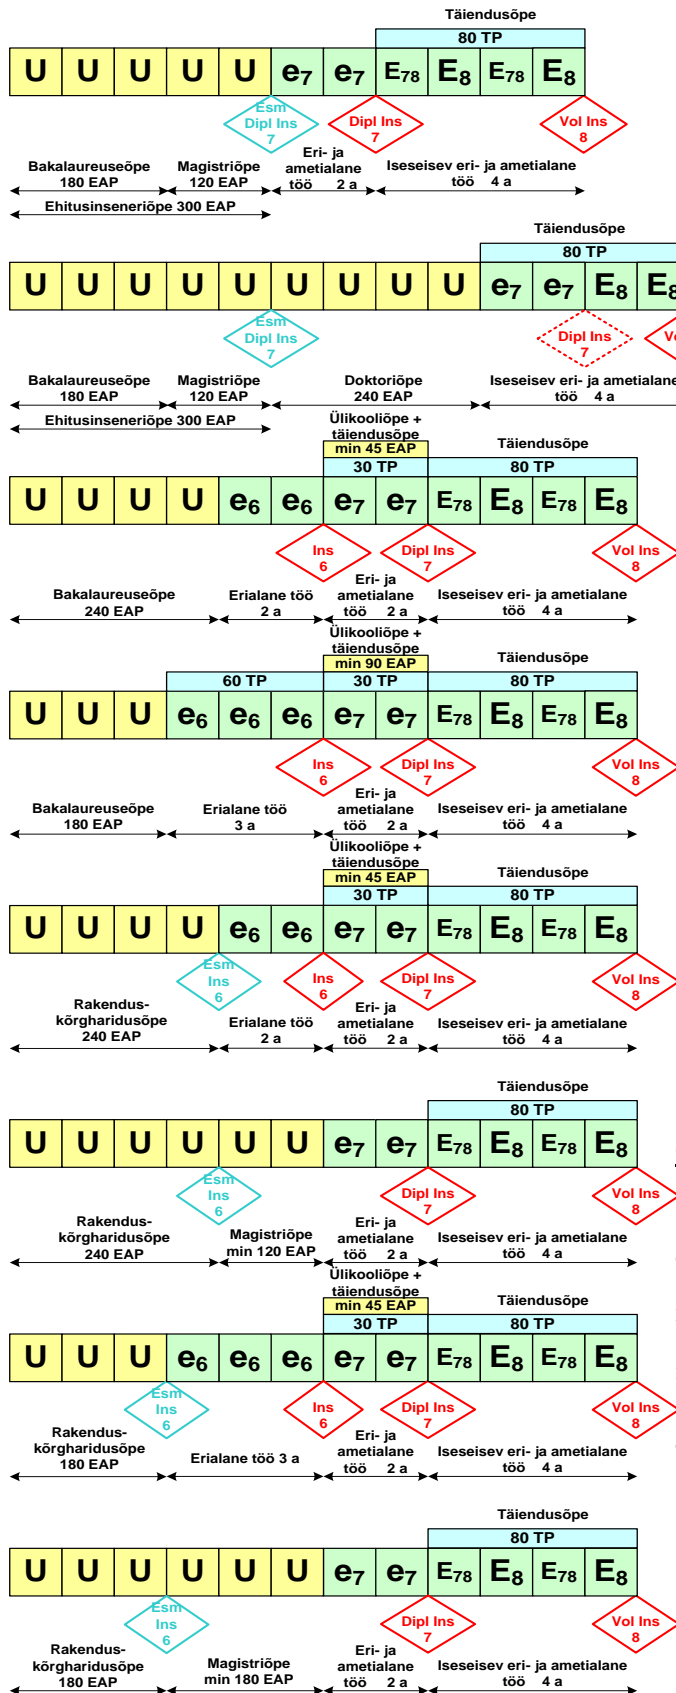 Täiendusõpe
80 TP
U U U U U e7 e7 E78 E8 E78 E8
Esm
Dipl Ins
7
Dipl Ins
7
Vol Ins
8
Bakalaureuseõpe
180 EAP
Magistriõpe
120 EAP
Eri- ja
ametialane
töö 2 a
Iseseisev eri- ja ametialane
töö 4 a
Ehitusinseneriõpe 300 EAP
Täiendusõpe
80 TP
U U U U U U U U U e7 e7 E8 E8
Esm
Dipl Ins
7
Dipl Ins
7
Vo
Bakalaureuseõpe
180 EAP
Magistriõpe
120 EAP
Doktoriõpe
240 EAP
Iseseisev eri- ja ametialane
töö 4 a
Ehitusinseneriõpe 300 EAP
Ülikooliõpe +
täiendusõpe
min 45 EAP
30 TP
Täiendusõpe
80 TP
U U U U e6 e6 e7 e7 E78 E8 E78 E8
Ins
6
Dipl Ins
7
Vol Ins
8
Bakalaureuseõpe
240 EAP
Erialane töö
2 a
Eri- ja
ametialane
töö 2 a
Iseseisev eri- ja ametialane
töö 4 a
Ülikooliõpe +
täiendusõpe
min 90 EAP
60 TP
30 TP
Täiendusõpe
80 TP
U U U e6 e6 e6 e7 e7 E78 E8 E78 E8
Ins
6
Dipl Ins
7
Vol Ins
8
Bakalaureuseõpe
180 EAP
Erialane töö
3 a
Eri- ja
ametialane
töö 2 a
Iseseisev eri- ja ametialane
töö 4 a
Ülikooliõpe +
täiendusõpe
min 45 EAP
30 TP
Täiendusõpe
80 TP
U U U U e6 e6 e7 e7 E78 E8 E78 E8
Esm
Ins
6
Ins
6
Dipl Ins
7
Vol Ins
8
Rakendus-
kõrgharidusõpe
240 EAP
Erialane töö
2 a
Eri- ja
ametialane
töö 2 a
Iseseisev eri- ja ametialane
töö 4 a
Täiendusõpe
80 TP
U U U U U U e7 e7 E78 E8 E78 E8
Esm
Ins
6
Dipl Ins
7
Vol Ins
8
Rakendus-
kõrgharidusõpe
240 EAP
Magistriõpe
min 120 EAP
Eri- ja
ametialane
töö 2 a
Iseseisev eri- ja ametialane
töö 4 a
Ülikooliõpe +
täiendusõpe
min 45 EAP
30 TP
Täiendusõpe
80 TP
U U U e6 e6 e6 e7 e7 E78 E8 E78 E8
Esm
Ins
6
Ins
6
Dipl Ins
7
Vol Ins
8
Rakendus-
kõrgharidusõpe
180 EAP
Erialane töö 3 a
Eri- ja
ametialane
töö 2 a
Iseseisev eri- ja ametialane
töö 4 a
Täiendusõpe
80 TP
U U U U U U e7 e7 E78 E8 E78 E8
Esm
Ins
6
Dipl Ins
7
Vol Ins
8
Rakendus-
kõrgharidusõpe
180 EAP
Magistriõpe
min 180 EAP
Eri- ja
ametialane
töö 2 a
Iseseisev eri- ja ametialane
töö 4 a